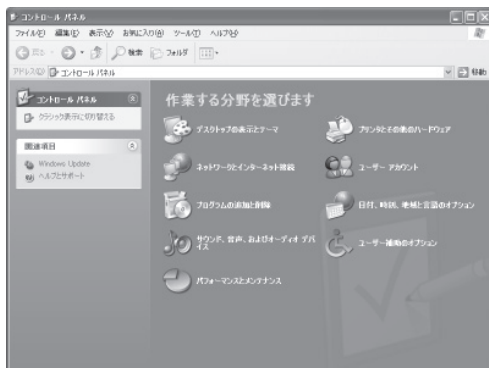 コントロール パネル
ファイル(F) 編集(E) 表示(V) お気に入り(A) ツール(T) ヘルプ(H)
戻る 検索 フォルダ
アドレス(D) コントロール パネル 移動
コントロール パネル
クラシック表示に切り替える
関連項目
Windows Update
ヘルプとサポート
作業する分野を選びます
デスクトップの表示とテーマ
プリンタとその他のハードウェア
ネットワークとインターネット接続
ユーザー アカウント
プログラムの追加と削除
日付、時刻、地域と言語のオプション
サウンド、音声、およびオーディオ デバ
イス
ユーザー補助のオプション
パフォーマンスとメンテナンス